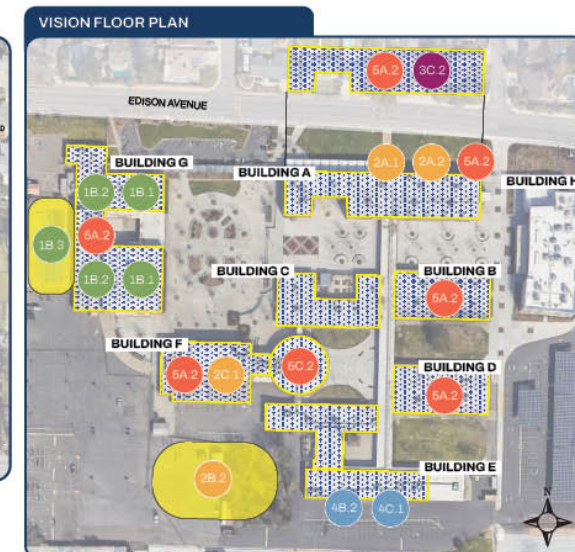 VISION FLOOR PLAN
5A.2 3C.2
EDISON AVENUE
BUILDING G
2A.1 2A.2 5A.2
BUILDING A
BUILDING H
1B.2 1B.1
5A.2
1B.3
BUILDING C
BUILDING B
1B.2 1B.1
5A.2
BUILDING F
BUILDING D
5A.2 2C.1
5C.2
5A.2
BUILDING E
2B.2
4B.2 4C.1
N